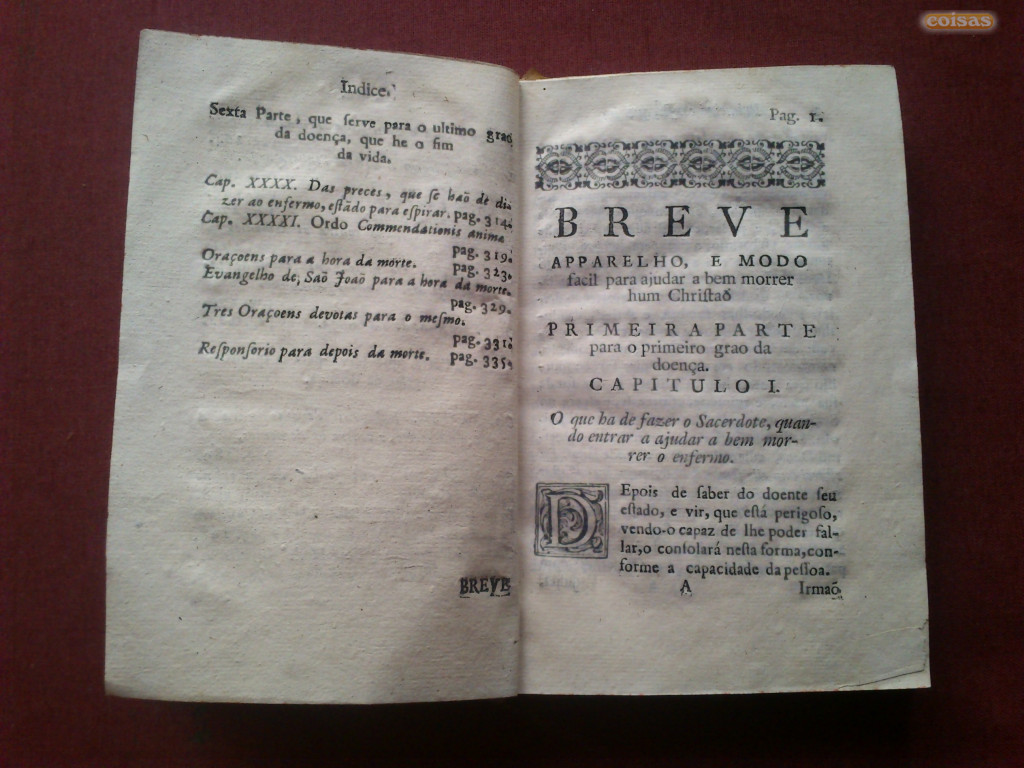 Indice.
Sexta Parte, que ſerve para o ultimo grao
da doença, que he o fim
da vida.
Cap. XXXX. Das preces, que ſe haõ de di-
zer ao enfermo, eſtãdo para eſpirar. pag. 314.
Cap. XXXXI. Ordo Commendationis animæ
pag. 319.
Oraçoens para a hora da morte. pag. 323.
Evangelho de, Saõ Joaõ para a hora da morte.
pag. 329.
Tres Oraçoens devotas para o meſmo.
pag. 331.
Reſponſorio para depois da morte. pag. 335.
BREVE
Pag. 1.
BREVE
APPARELHO, E MODO
facil para ajudar a bem morrer
hum Chriſtaõ
PRIMEIRA PARTE
para o primeiro grao da
doença.
CAPITULO I.
O que ha de fazer o Sacerdote, quan-
do entrar a ajudar a bem mor-
rer o enfermo.
DEpois de ſaber do doente ſeu
eſtado, e vir, que eſtá perigoſo,
vendo-o capaz de lhe poder fal-
lar, o conſolará neſta forma, con-
forme a capacidade da peſſoa.
A Irmaõ
coisas